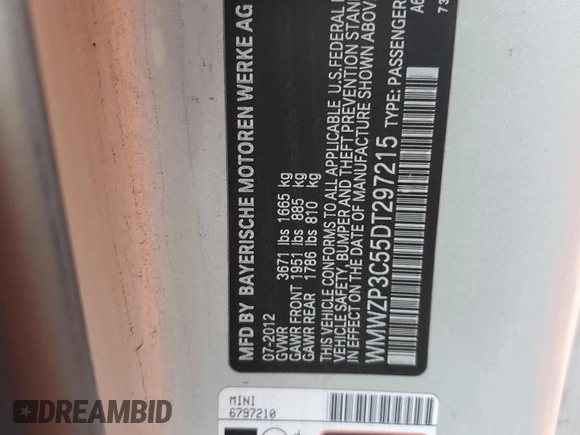 MFD BY BAYERISCHE MOTOREN WERKE AG
07-2012
GVWR 3671 lbs 1665 kg
GAWR FRONT 1951 lbs 885 kg
GAWR REAR 1786 lbs 810 kg
THIS VEHICLE CONFORMS TO ALL APPLICABLE U.S. FEDERAL
VEHICLE SAFETY, BUMPER AND THEFT PREVENTION STAN
IN EFFECT ON THE DATE OF MANUFACTURE SHOWN ABOV
WMWZP3C55DT297215 TYPE: PASSENGER
MINI
6797210
DREAMBID